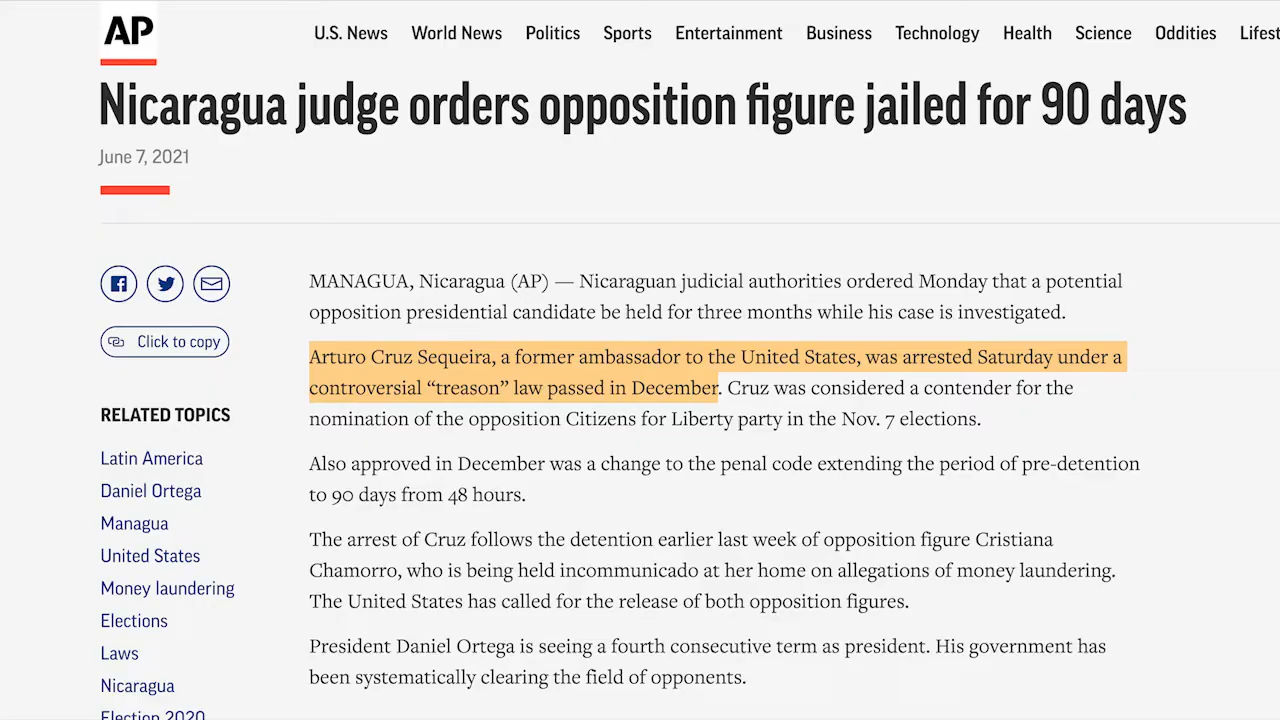 AP
U.S. News World News Politics Sports Entertainment Business Technology Health Science Oddities Lifest
Nicaragua judge orders opposition figure jailed for 90 days
June 7, 2021
Click to copy
RELATED TOPICS
Latin America
Daniel Ortega
Managua
United States
Money laundering
Elections
Laws
Nicaragua
Election 2020
MANAGUA, Nicaragua (AP) — Nicaraguan judicial authorities ordered Monday that a potential
opposition presidential candidate be held for three months while his case is investigated.
Arturo Cruz Sequeira, a former ambassador to the United States, was arrested Saturday under a
controversial “treason” law passed in December. Cruz was considered a contender for the
nomination of the opposition Citizens for Liberty party in the Nov. 7 elections.
Also approved in December was a change to the penal code extending the period of pre-detention
to 90 days from 48 hours.
The arrest of Cruz follows the detention earlier last week of opposition figure Cristiana
Chamorro, who is being held incommunicado at her home on allegations of money laundering.
The United States has called for the release of both opposition figures.
President Daniel Ortega is seeing a fourth consecutive term as president. His government has
been systematically clearing the field of opponents.